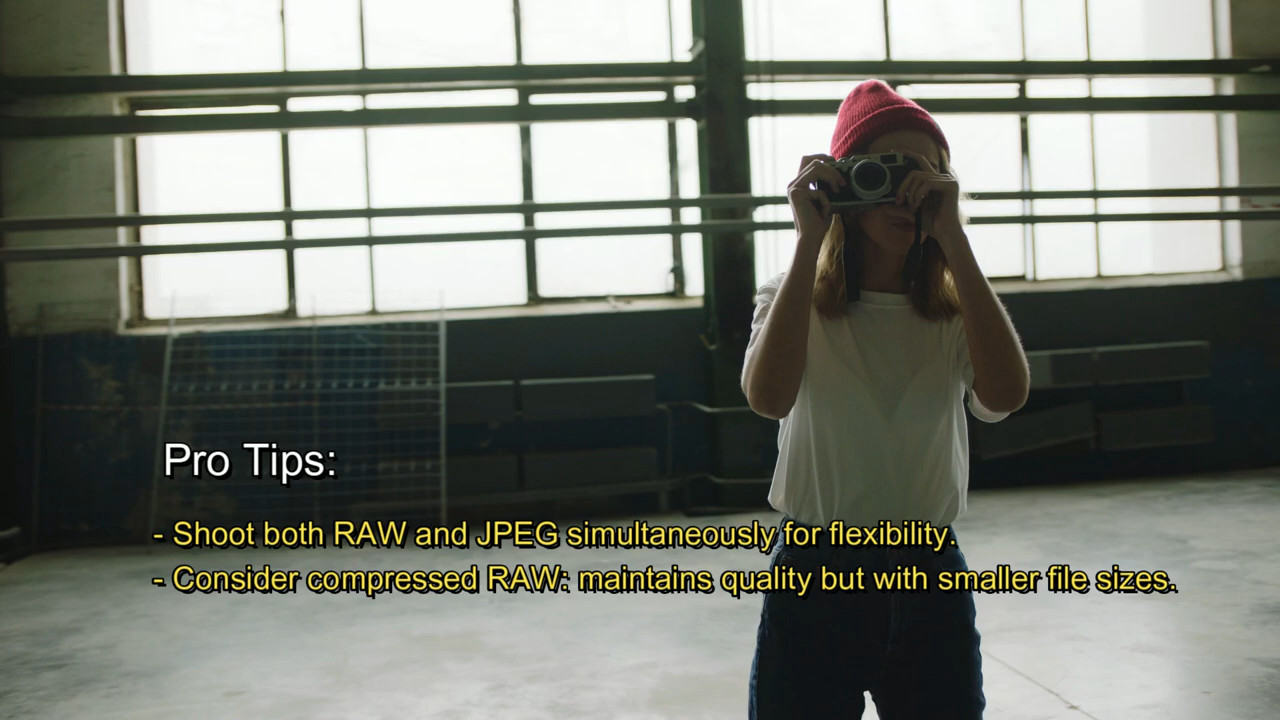 Pro Tips:
- Shoot both RAW and JPEG simultaneously for flexibility.
- Consider compressed RAW: maintains quality but with smaller file sizes.